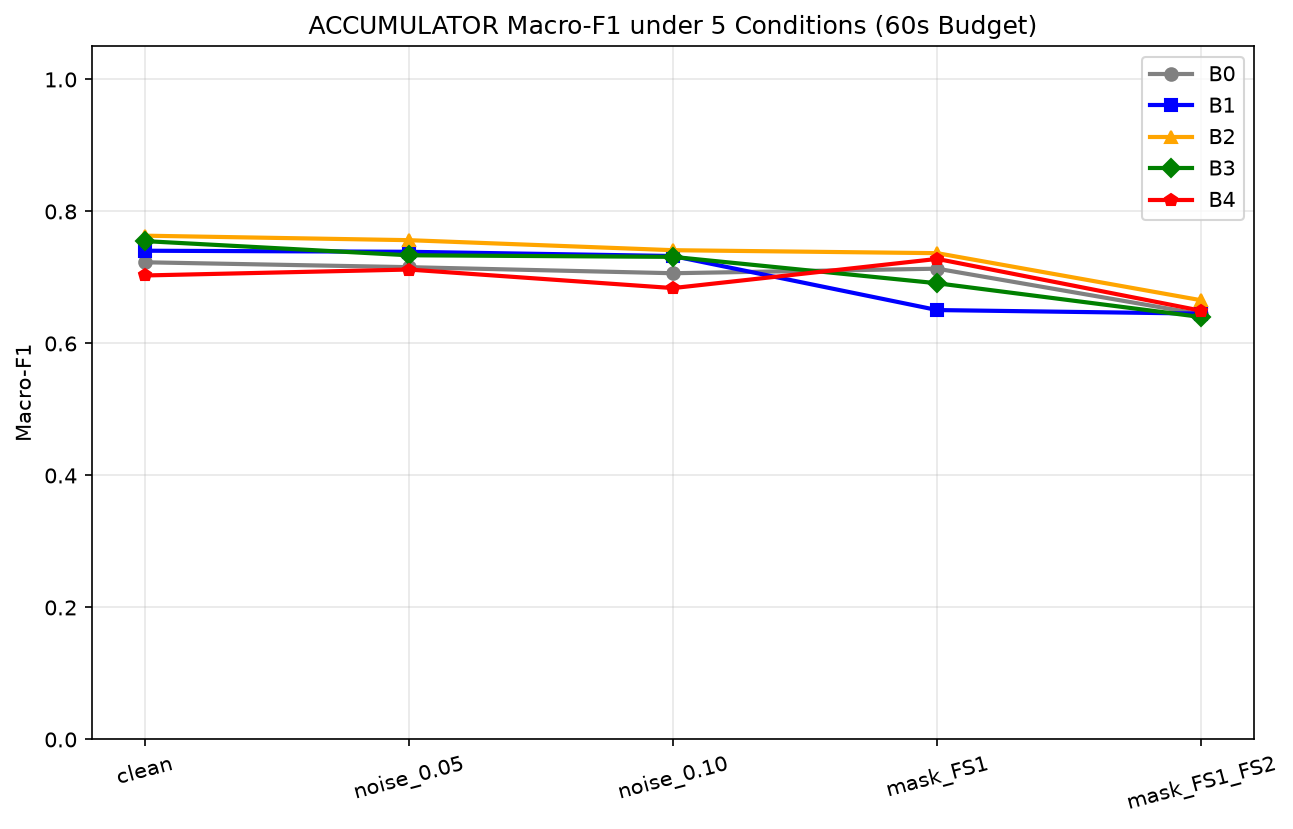 ACCUMULATOR Macro-F1 under 5 Conditions (60s Budget)
B0
B1
B2
B3
B4
Macro-F1
1.0
0.8
0.6
0.4
0.2
0.0
clean
noise_0.05
noise_0.10
mask_FS1
mask_FS1_FS2